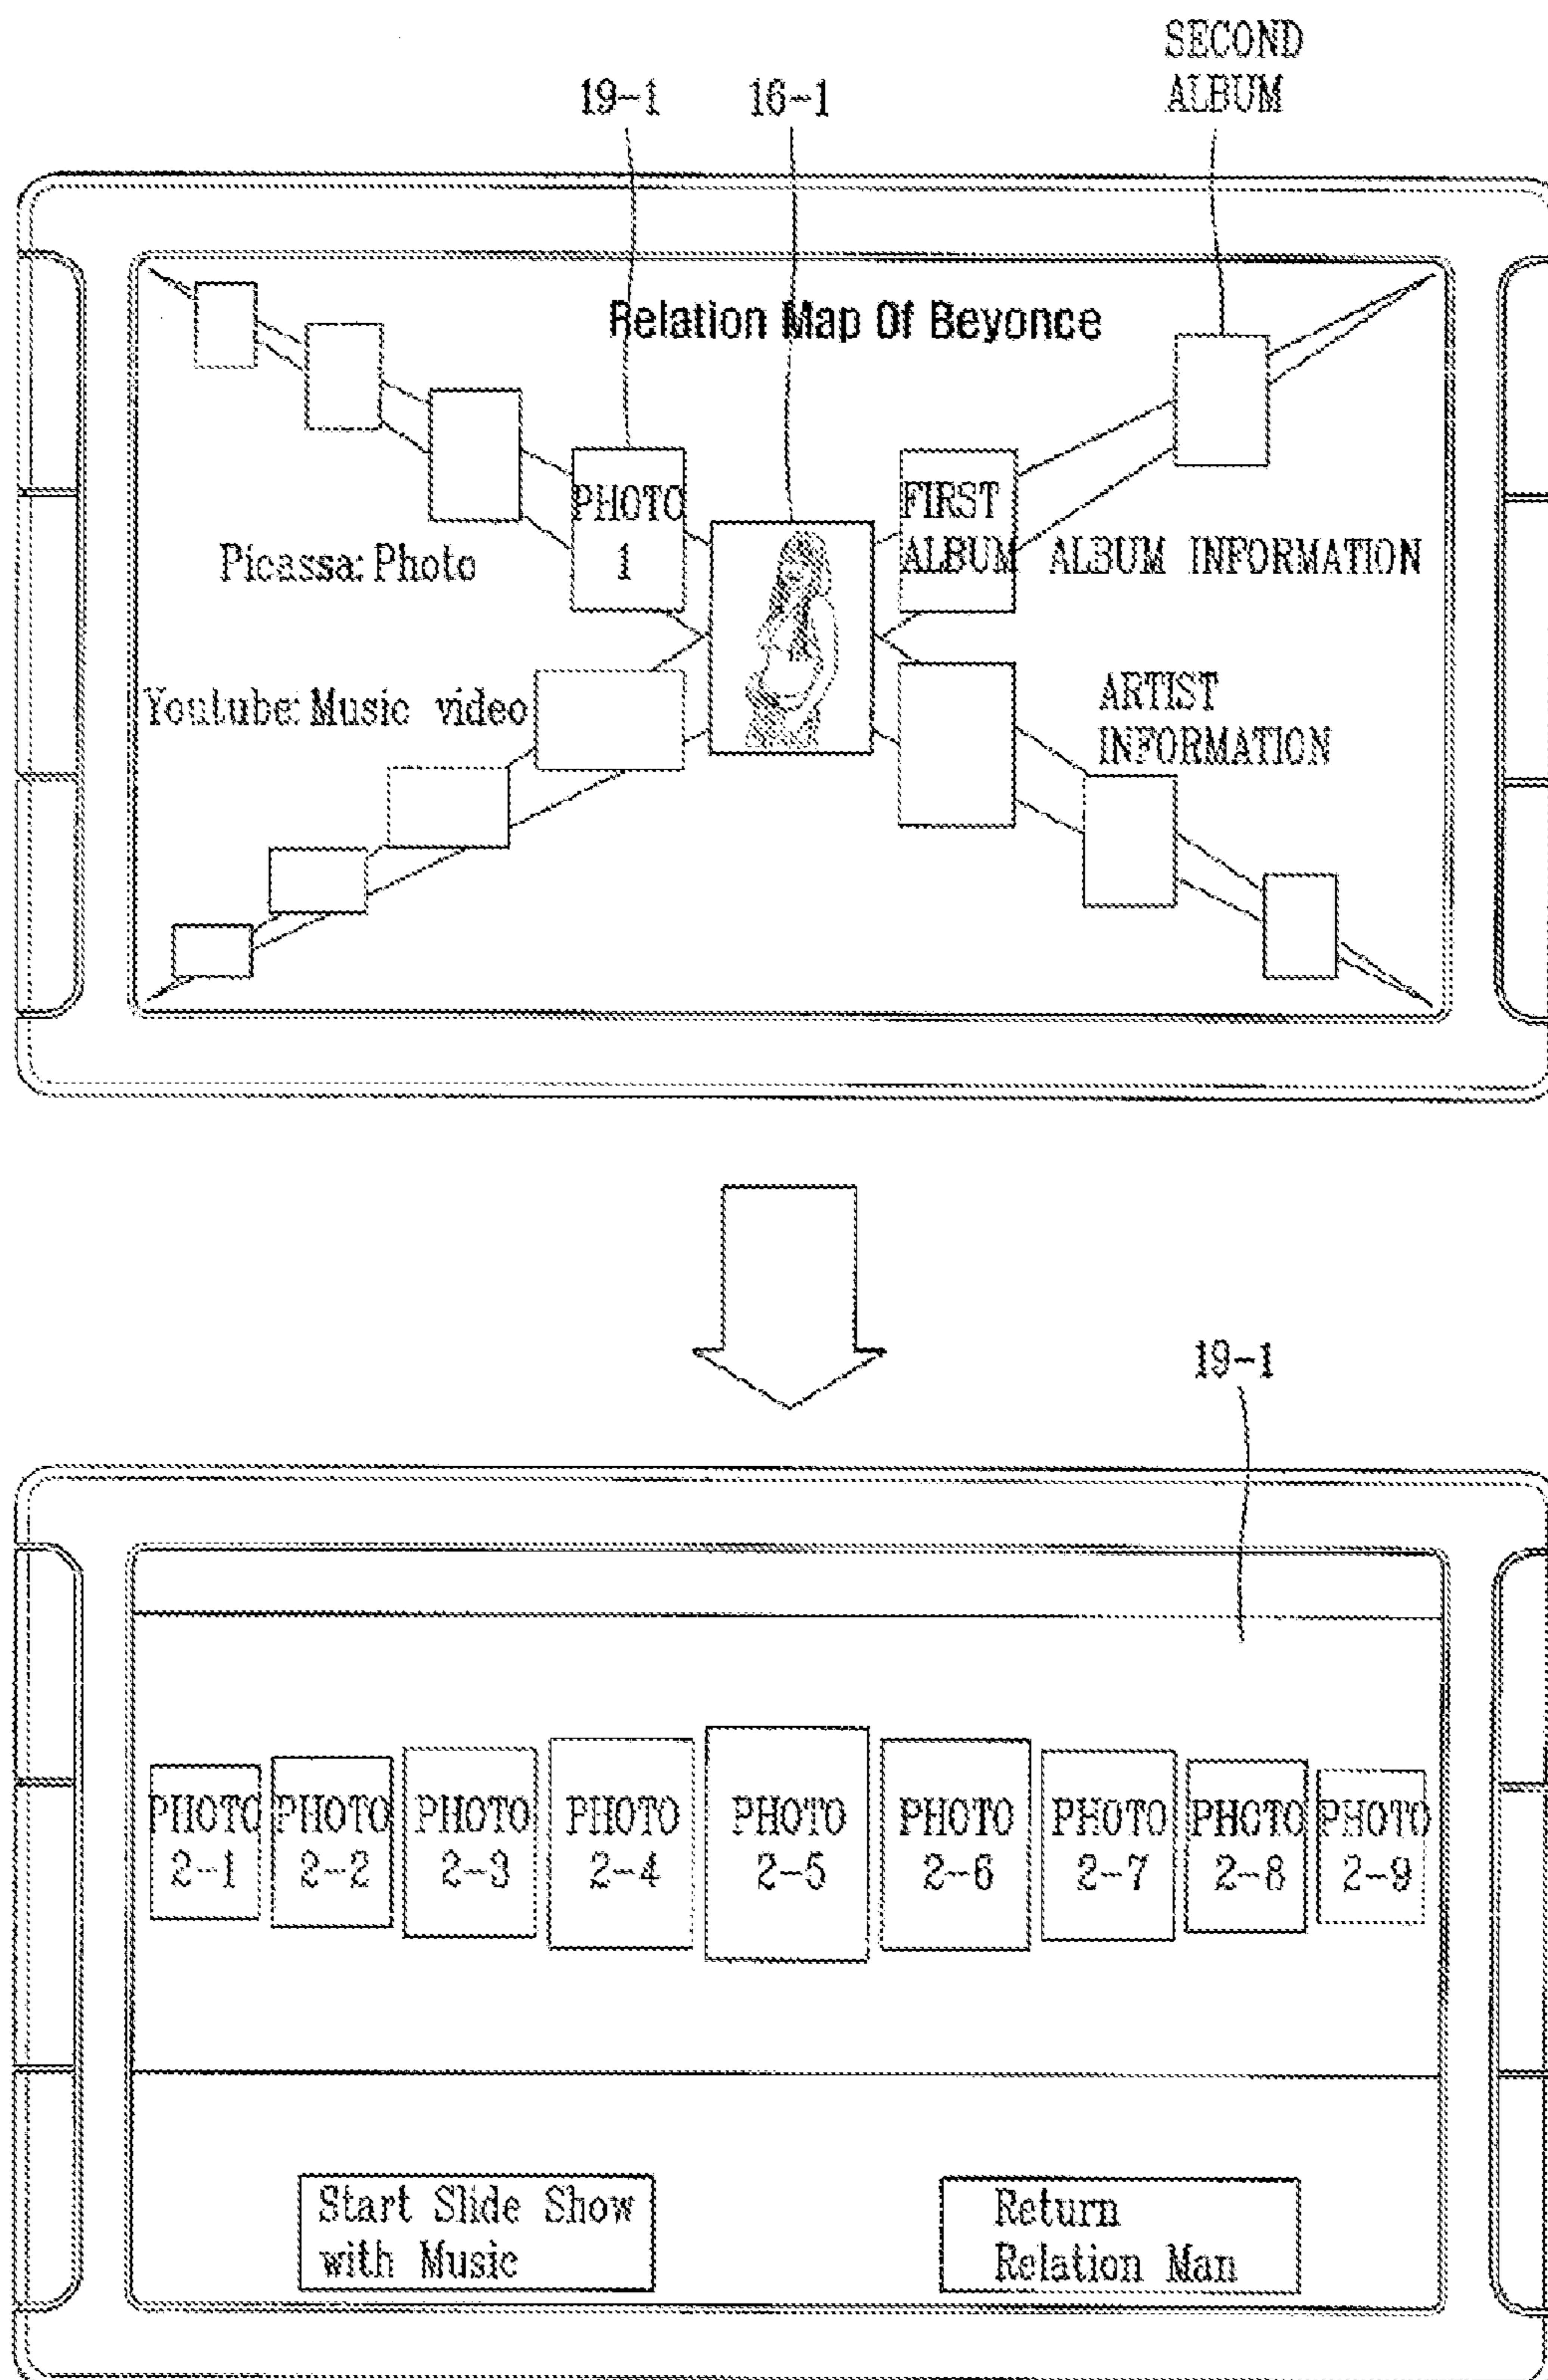 SECOND
ALBUM
19-1
16-1
Relation Map Of Beyonce
PHOTO
1
FIRST
ALBUM
Picassa: Photo
ALBUM INFORMATION
Youtube: Music video
ARTIST
INFORMATION
19-1
PHOTO
2-1
PHOTO
2-2
PHOTO
2-3
PHOTO
2-4
PHOTO
2-5
PHOTO
2-6
PHOTO
2-7
PHOTO
2-8
PHOTO
2-9
Start Slide Show
with Music
Return
Relation Man